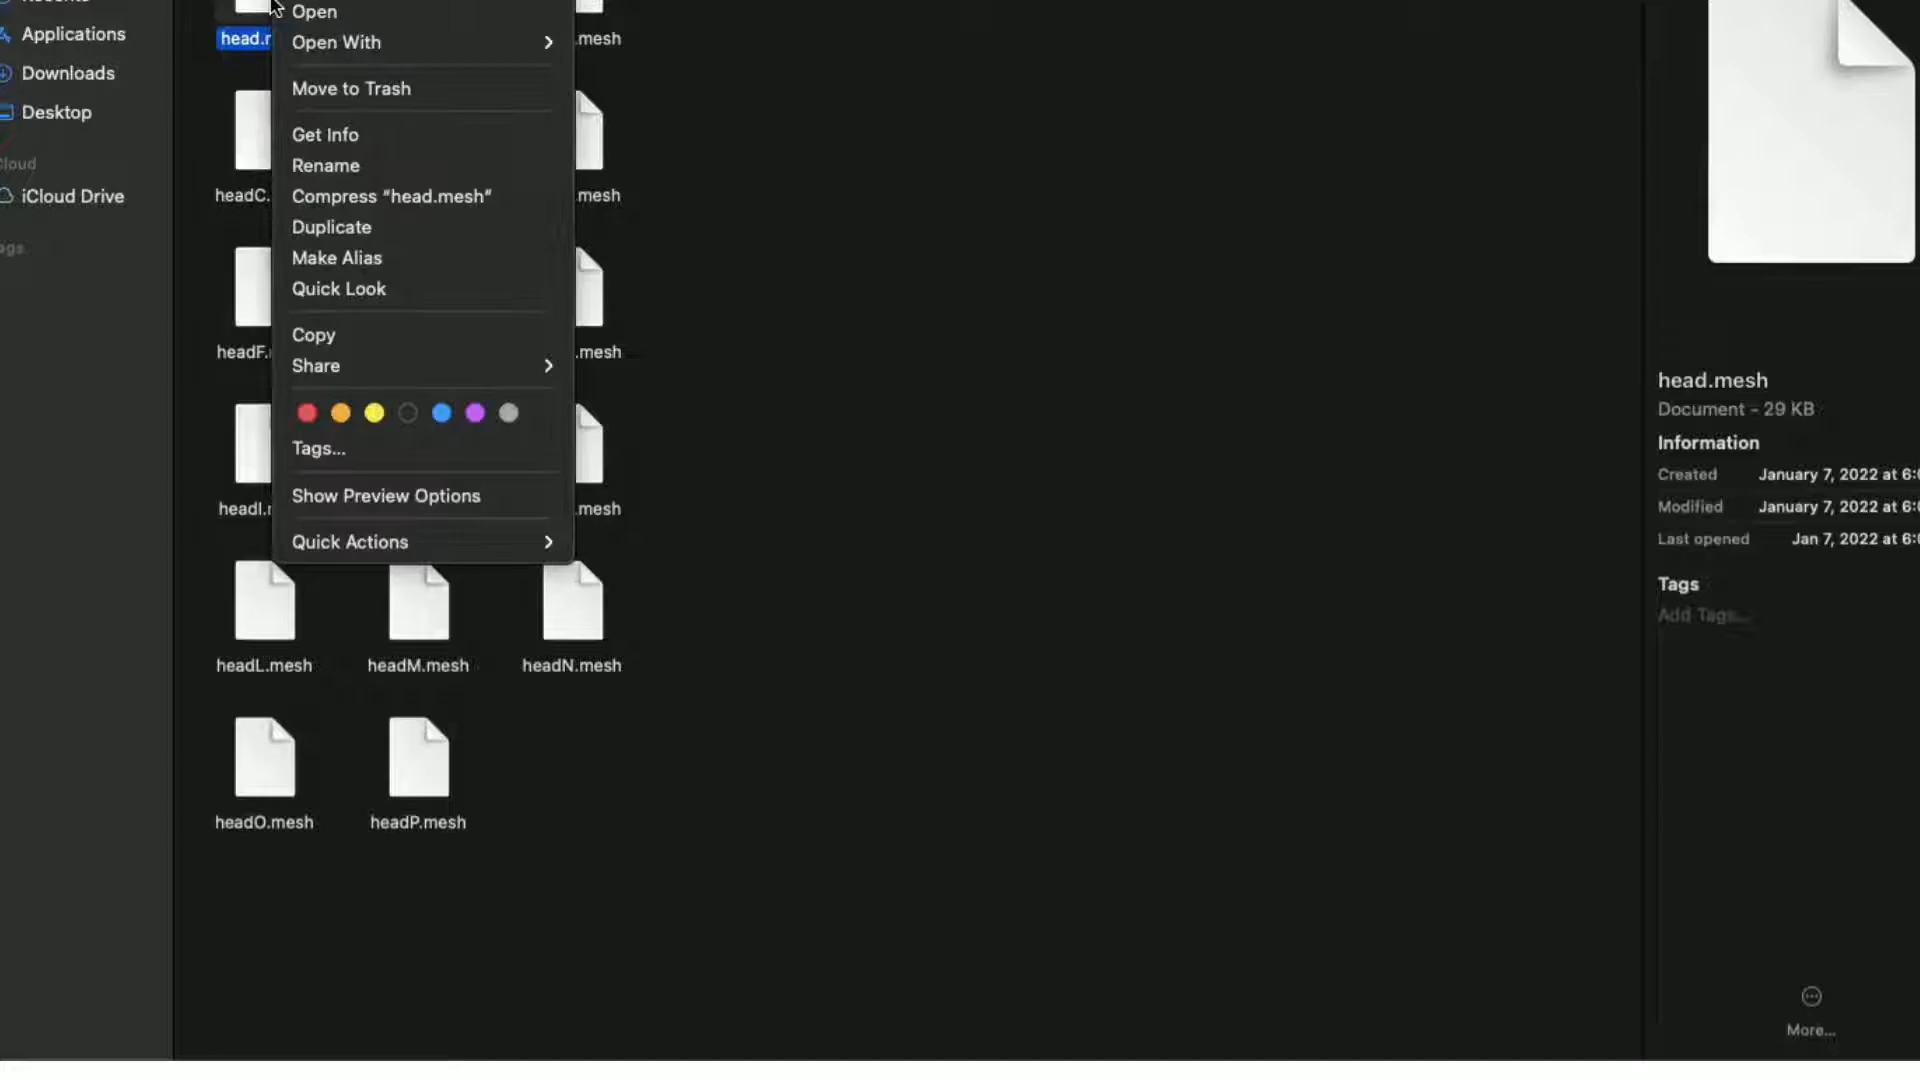 Applications
Downloads
Desktop
iCloud Drive
Open
Open With
Move to Trash
Get Info
Rename
Compress “head.mesh”
Duplicate
Make Alias
Quick Look
Copy
Share
Tags...
Show Preview Options
Quick Actions
head.
.mesh
headC.
.mesh
headF.
.mesh
headI.
.mesh
headL.mesh
headM.mesh
headN.mesh
headO.mesh
headP.mesh
head.mesh
Document - 29 KB
Information
Created January 7, 2022 at 6:
Modified January 7, 2022 at 6:
Last opened Jan 7, 2022 at 6:
Tags
Add Tags...
More...